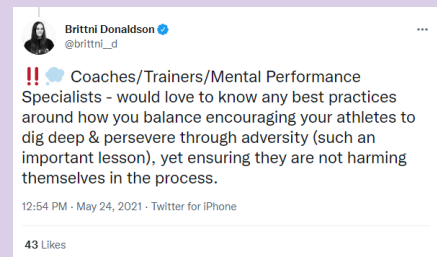 Brittni Donaldson
@brittni__d
‼️💭 Coaches/Trainers/Mental Performance
Specialists - would love to know any best practices
around how you balance encouraging your athletes to
dig deep & persevere through adversity (such an
important lesson), yet ensuring they are not harming
themselves in the process.
12:54 PM · May 24, 2021 · Twitter for iPhone
43 Likes